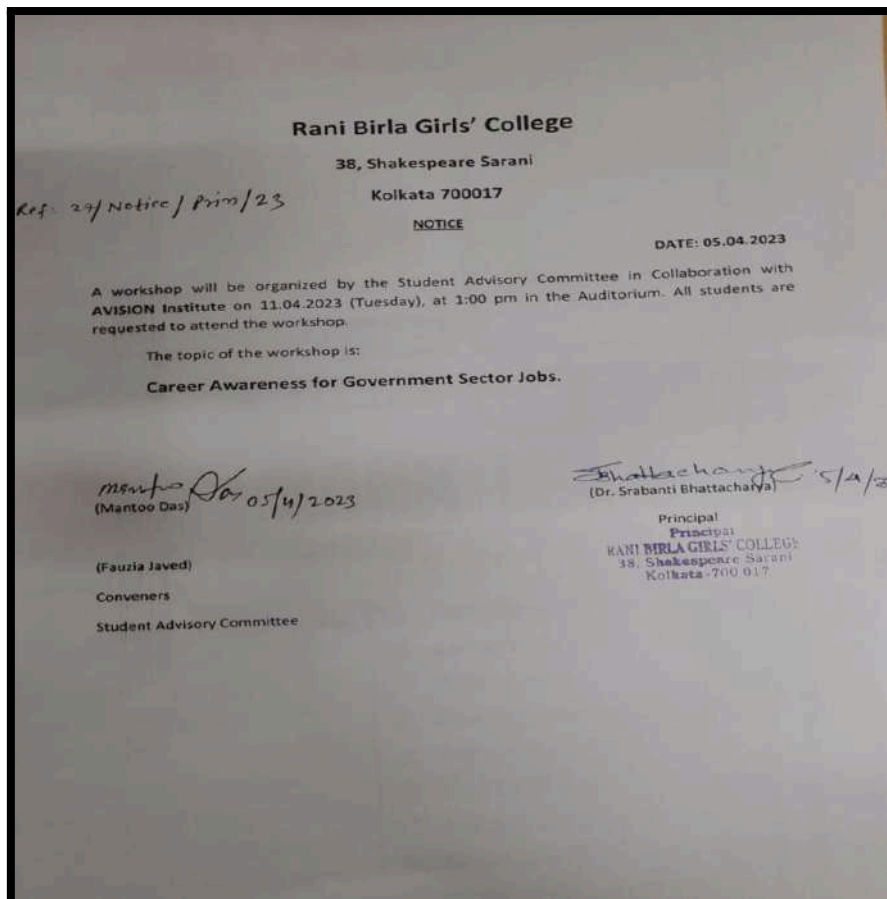 Rani Birla Girls' College
38, Shakespeare Sarani
Kolkata 700017
Ref: 29/Notice/Prin/23
NOTICE
DATE: 05.04.2023
A workshop will be organized by the Student Advisory Committee in Collaboration with
AVISION Institute on 11.04.2023 (Tuesday), at 1:00 pm in the Auditorium. All students are
requested to attend the workshop.
The topic of the workshop is:
Career Awareness for Government Sector Jobs.
Das 05/4/2023
(Mantoo Das)
Bhattacharya 5/4/
(Dr. Srabanti Bhattacharya)
Principal
Principal
RANI BIRLA GIRLS' COLLEGE
38, Shakespeare Sarani
Kolkata-700 017
(Fauzia Javed)
Conveners
Student Advisory Committee